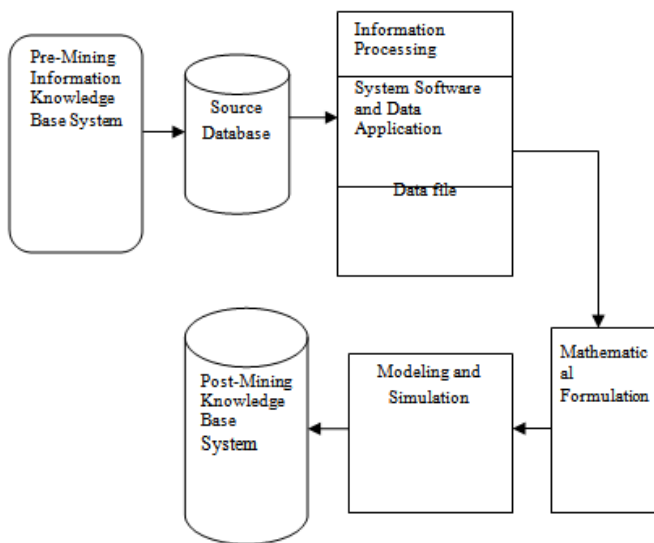 Pre-Mining
Information
Knowledge
Base System
Source
Database
Information
Processing
System Software
and Data
Application
Data file
Mathematic
al
Formulation
Modeling and
Simulation
Post-Mining
Knowledge
Base
System